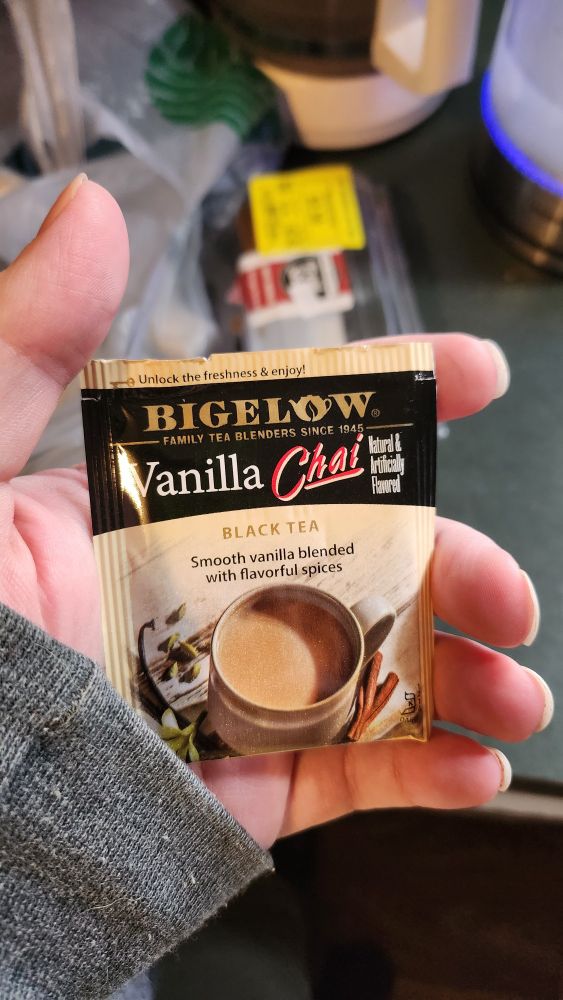 Unlock the freshness & enjoy!
BIGELOW®
FAMILY TEA BLENDERS SINCE 1945
Vanilla Chai
Natural &
Artificially
Flavored
BLACK TEA
Smooth vanilla blended
with flavorful spices